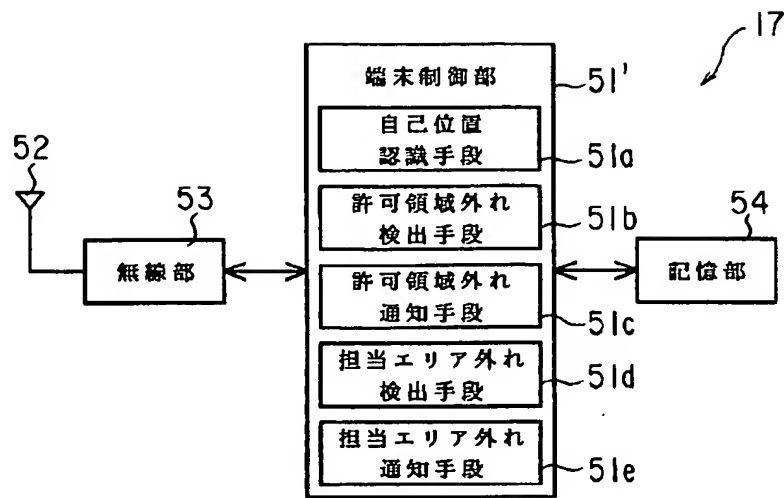 17
端末制御部
51'
自己位置
認識手段
51a
52
許可領域外れ
検出手段
51b
53
無線部
54
記憶部
許可領域外れ
通知手段
51c
担当エリア外れ
検出手段
51d
担当エリア外れ
通知手段
51e